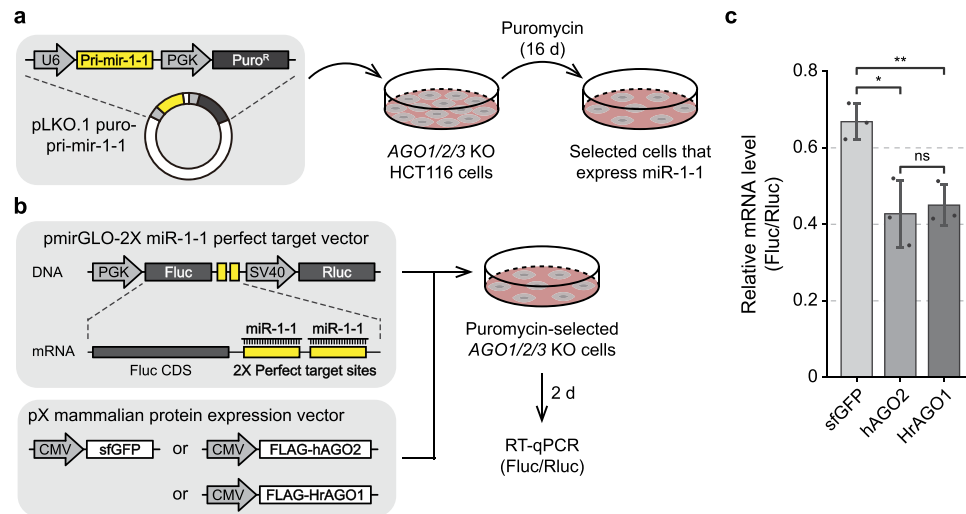 a
U6 Pri-mir-1-1 PGK Puroᴿ
pLKO.1 puro-
pri-mir-1-1
AGO1/2/3 KO
HCT116 cells
Puromycin
(16 d)
Selected cells that
express miR-1-1
b
pmirGLO-2X miR-1-1 perfect target vector
DNA PGK Fluc SV40 Rluc
miR-1-1 miR-1-1
mRNA
Fluc CDS 2X Perfect target sites
pX mammalian protein expression vector
CMV sfGFP or CMV FLAG-hAGO2
or CMV FLAG-HrAGO1
Puromycin-selected
AGO1/2/3 KO cells
2 d
RT-qPCR
(Fluc/Rluc)
c
Relative mRNA level
(Fluc/Rluc)
0.8
0.6
0.4
0.2
0
**
*
ns
sfGFP
hAGO2
HrAGO1